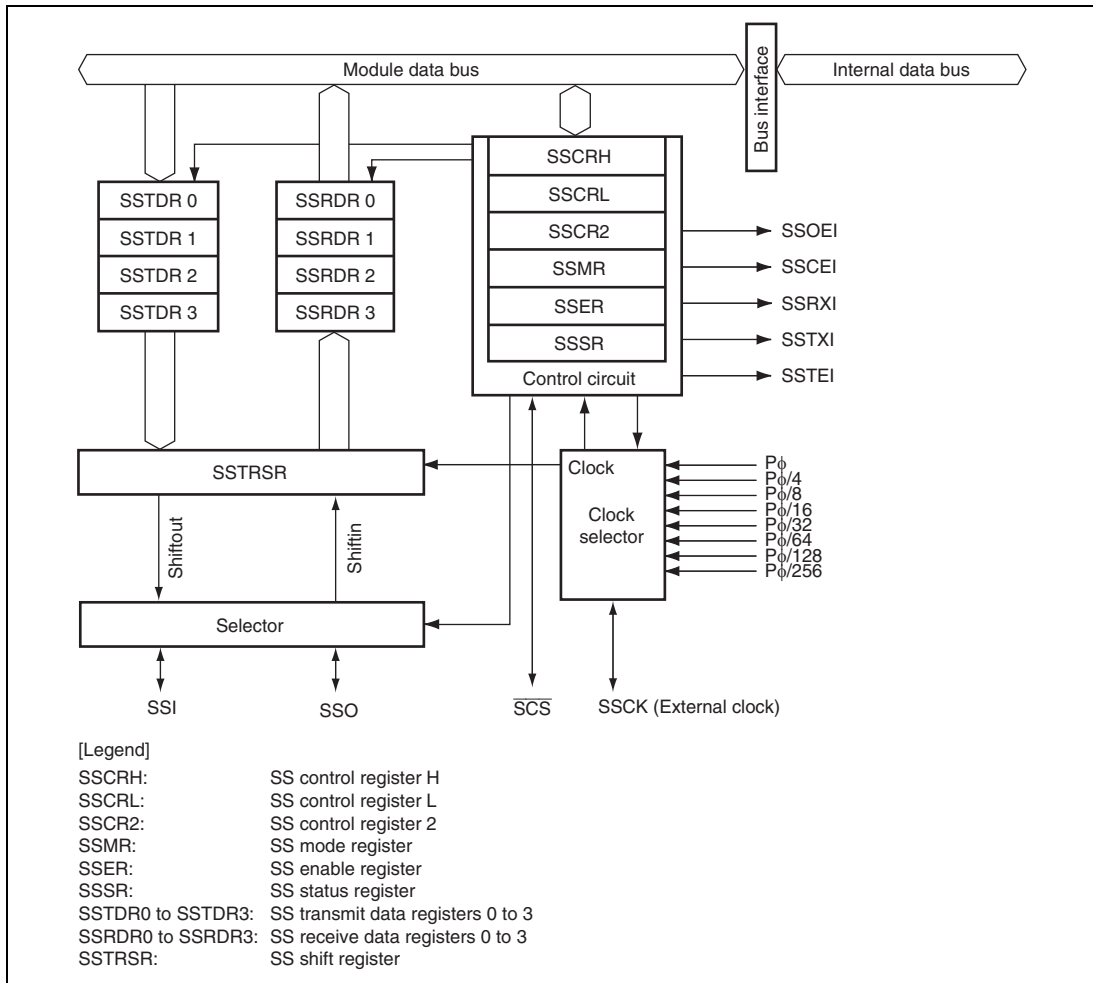 Module data bus
Bus interface
Internal data bus
SSTDR 0
SSTDR 1
SSTDR 2
SSTDR 3
SSRDR 0
SSRDR 1
SSRDR 2
SSRDR 3
SSCRH
SSCRL
SSCR2
SSMR
SSER
SSSR
Control circuit
SSOEI
SSCEI
SSRXI
SSTXI
SSTEI
SSTRSR
Clock
Clock
selector
Pϕ
Pϕ/4
Pϕ/8
Pϕ/16
Pϕ/32
Pϕ/64
Pϕ/128
Pϕ/256
Shiftout
Shiftin
Selector
SSI
SSO
S̅C̅S̅
SSCK (External clock)
[Legend]
SSCRH: SS control register H
SSCRL: SS control register L
SSCR2: SS control register 2
SSMR: SS mode register
SSER: SS enable register
SSSR: SS status register
SSTDR0 to SSTDR3: SS transmit data registers 0 to 3
SSRDR0 to SSRDR3: SS receive data registers 0 to 3
SSTRSR: SS shift register